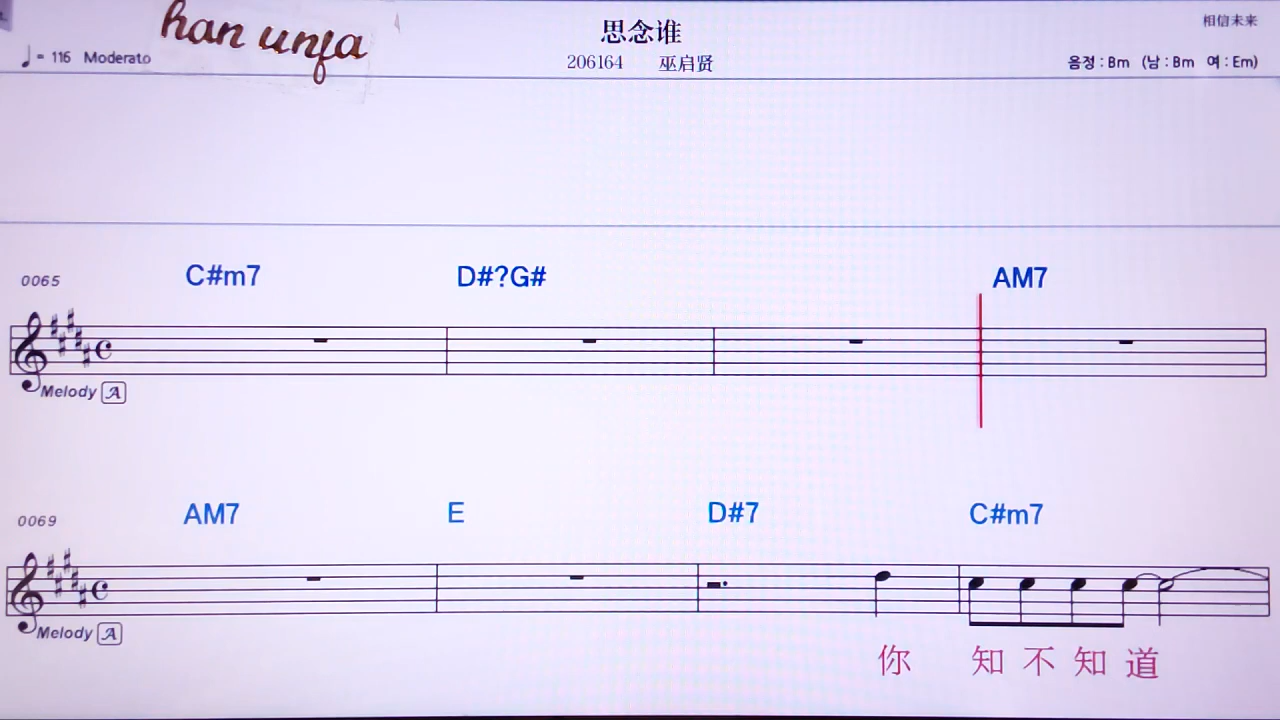 han unfa
思念谁
相信未来
♩= 116 Moderato
206164 巫启贤
음정 : Bm (남 : Bm 여 : Em)
0065 C#m7 D#?G# AM7
Melody A
0069 AM7 E D#7 C#m7
Melody A
你 知 不 知 道